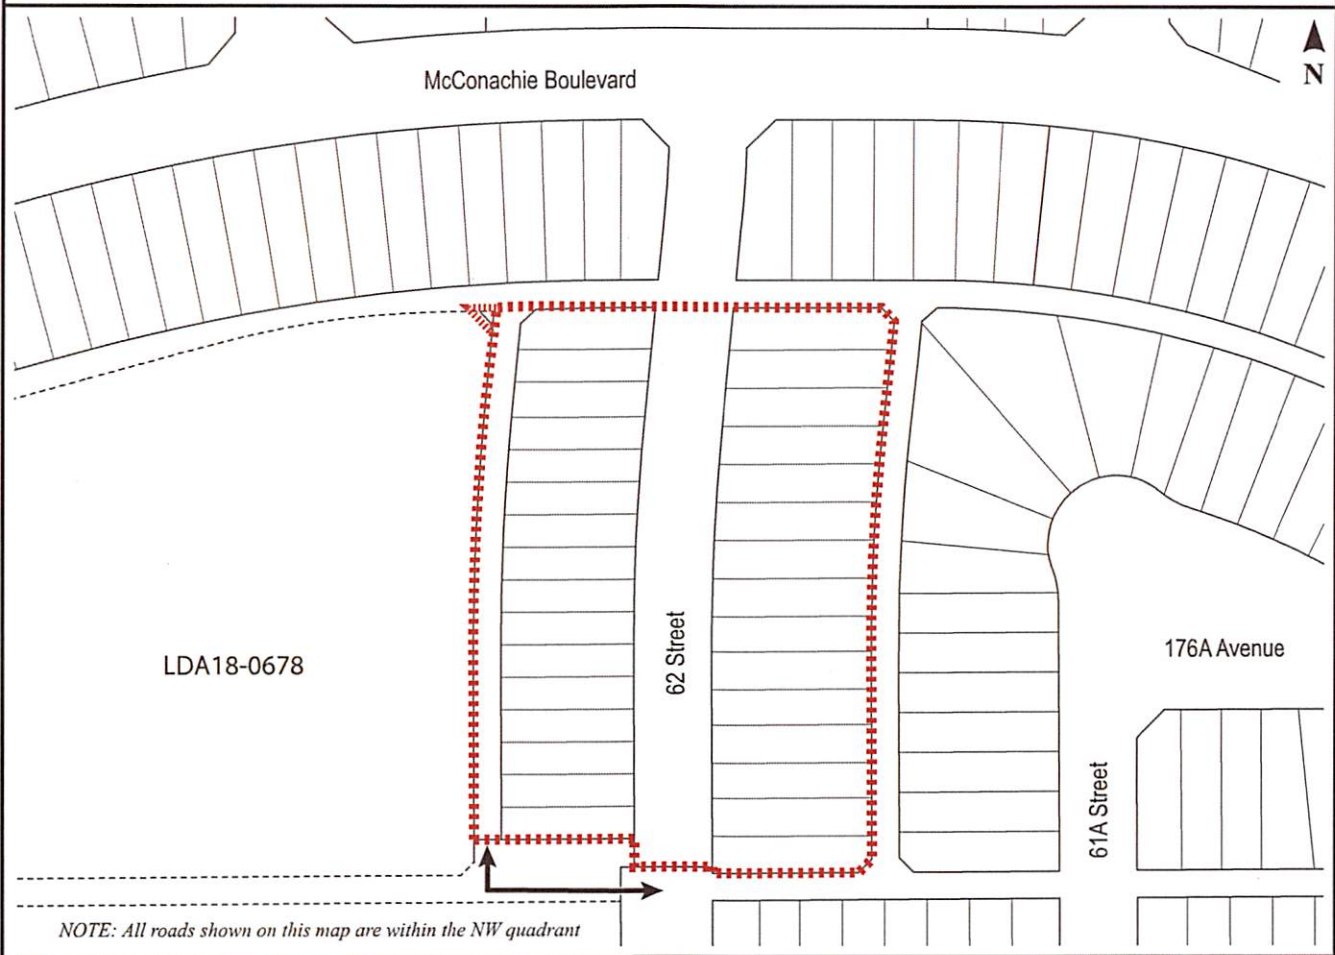 McConachie Boulevard
N
LDA18-0678
62 Street
176A Avenue
61A Street
NOTE: All roads shown on this map are within the NW quadrant